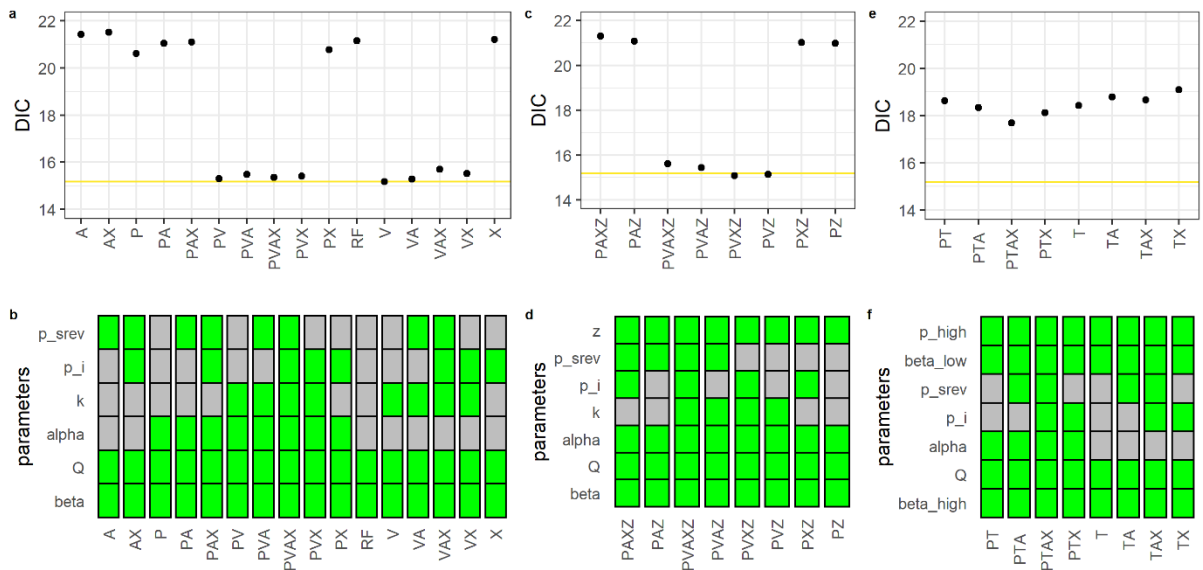 a
DIC
22
20
18
16
14
A AX P PA PAX PV PVA PVAX PVX PX RF V VA VAX VX X
c
DIC
22
20
18
16
14
PAXZ PAZ PVAXZ PVAZ PVXZ PVZ PXZ PZ
e
DIC
22
20
18
16
14
PT PTA PTAX PTX T TA TAX TX
b
parameters
p_srev
p_i
k
alpha
Q
beta
A AX P PA PAX PV PVA PVAX PVX PX RF V VA VAX VX X
d
parameters
z
p_srev
p_i
k
alpha
Q
beta
PAXZ PAZ PVAXZ PVAZ PVXZ PVZ PXZ PZ
f
parameters
p_high
beta_low
p_srev
p_i
alpha
Q
beta_high
PT PTA PTAX PTX T TA TAX TX